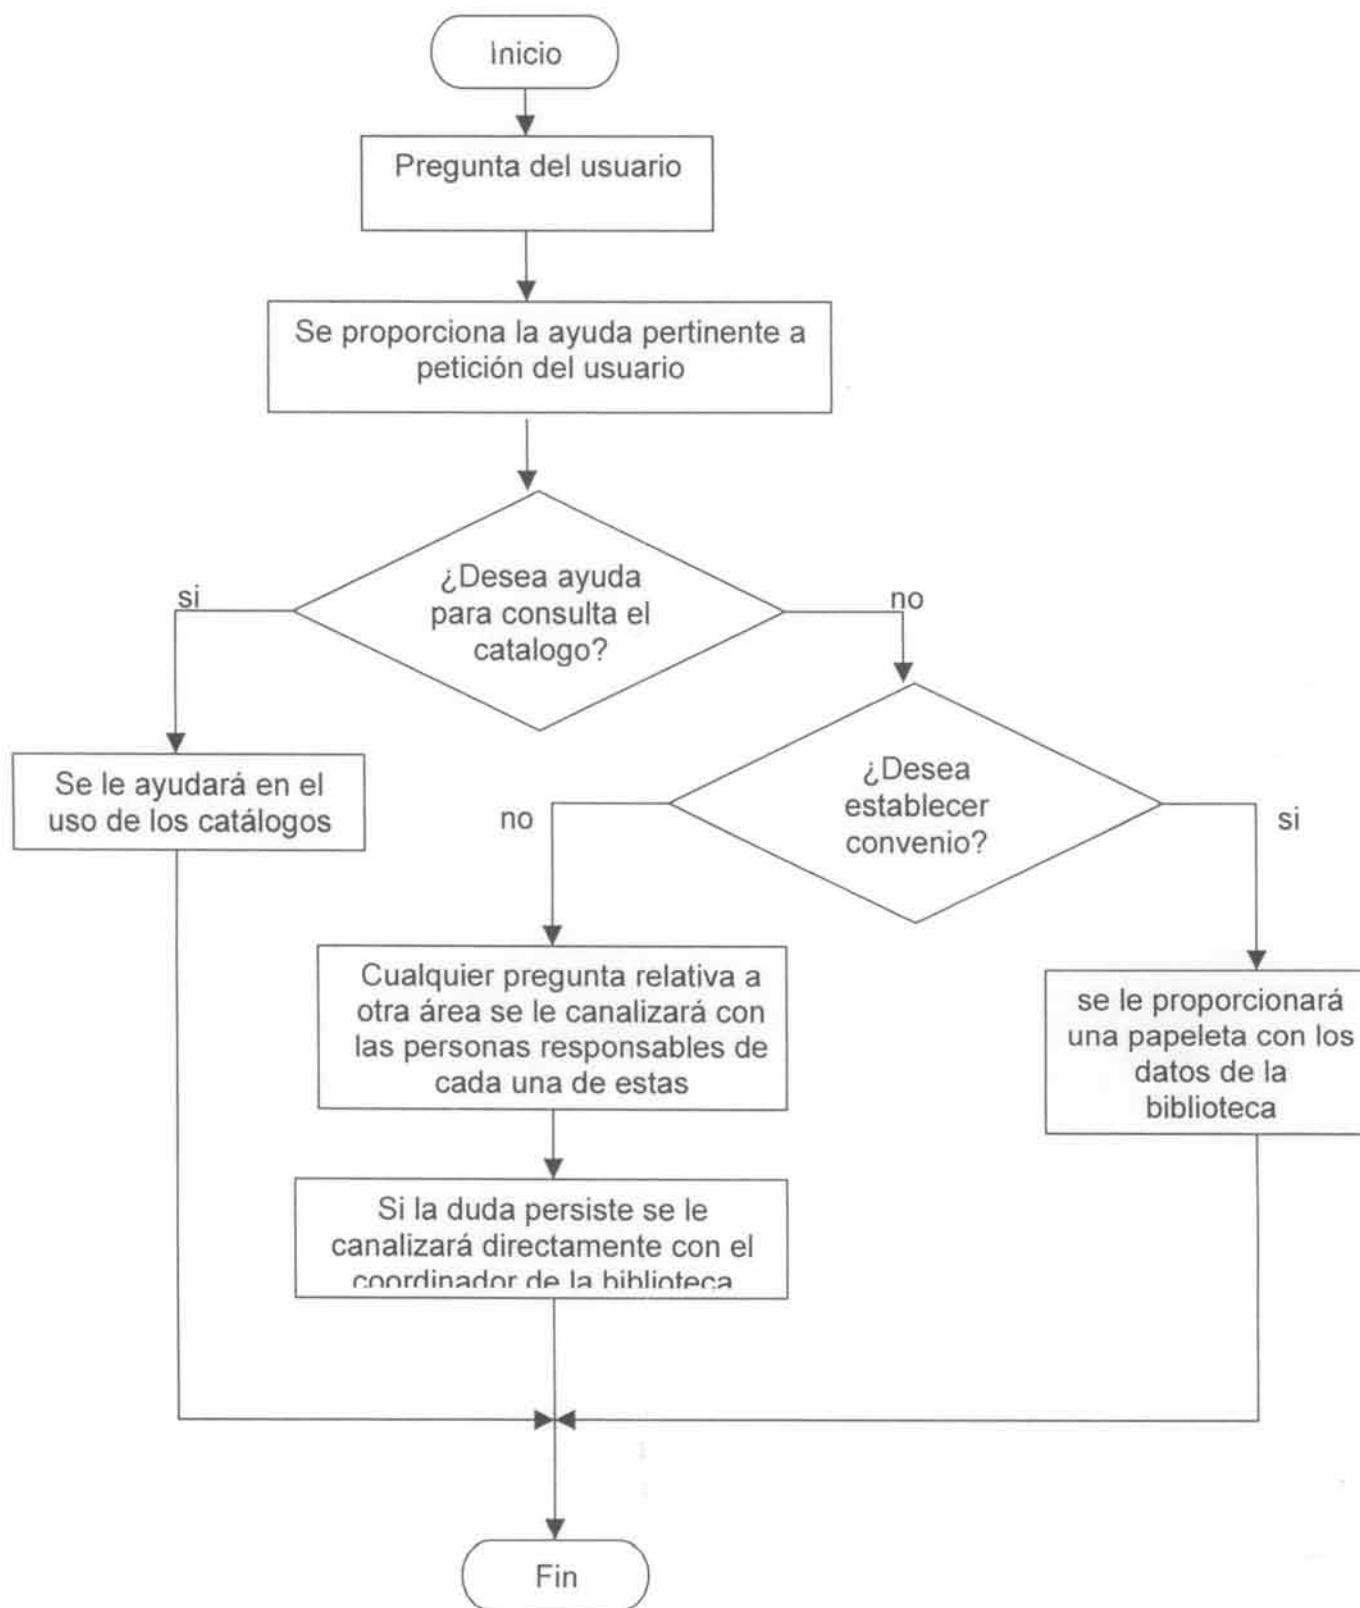 Inicio
Pregunta del usuario
Se proporciona la ayuda pertinente a
petición del usuario
¿Desea ayuda
para consulta el
catalogo?
si
no
Se le ayudará en el
uso de los catálogos
¿Desea
establecer
convenio?
no
si
Cualquier pregunta relativa a
otra área se le canalizará con
las personas responsables de
cada una de estas
se le proporcionará
una papeleta con los
datos de la
biblioteca
Si la duda persiste se le
canalizará directamente con el
coordinador de la biblioteca
Fin